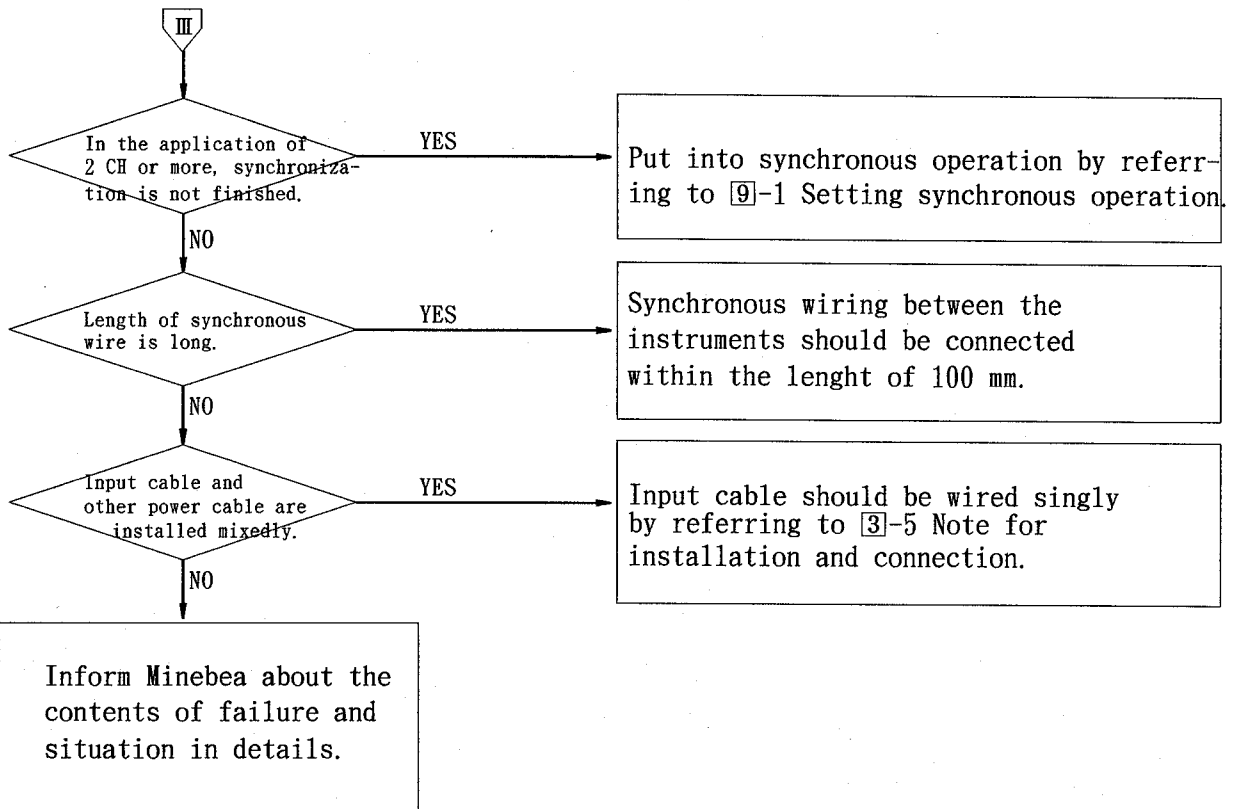 III
In the application of
2 CH or more, synchroniza-
tion is not finished.
YES
Put into synchronous operation by referr-
ing to 9-1 Setting synchronous operation.
NO
Length of synchronous
wire is long.
YES
Synchronous wiring between the
instruments should be connected
within the lenght of 100 mm.
NO
Input cable and
other power cable are
installed mixedly.
YES
Input cable should be wired singly
by referring to 3-5 Note for
installation and connection.
NO
Inform Minebea about the
contents of failure and
situation in details.